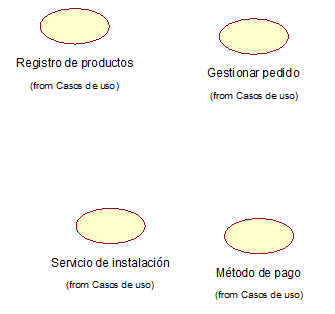 Registro de productos
(from Casos de uso)
Gestionar pedido
(from Casos de uso)
Servicio de instalación
(from Casos de uso)
Método de pago
(from Casos de uso)